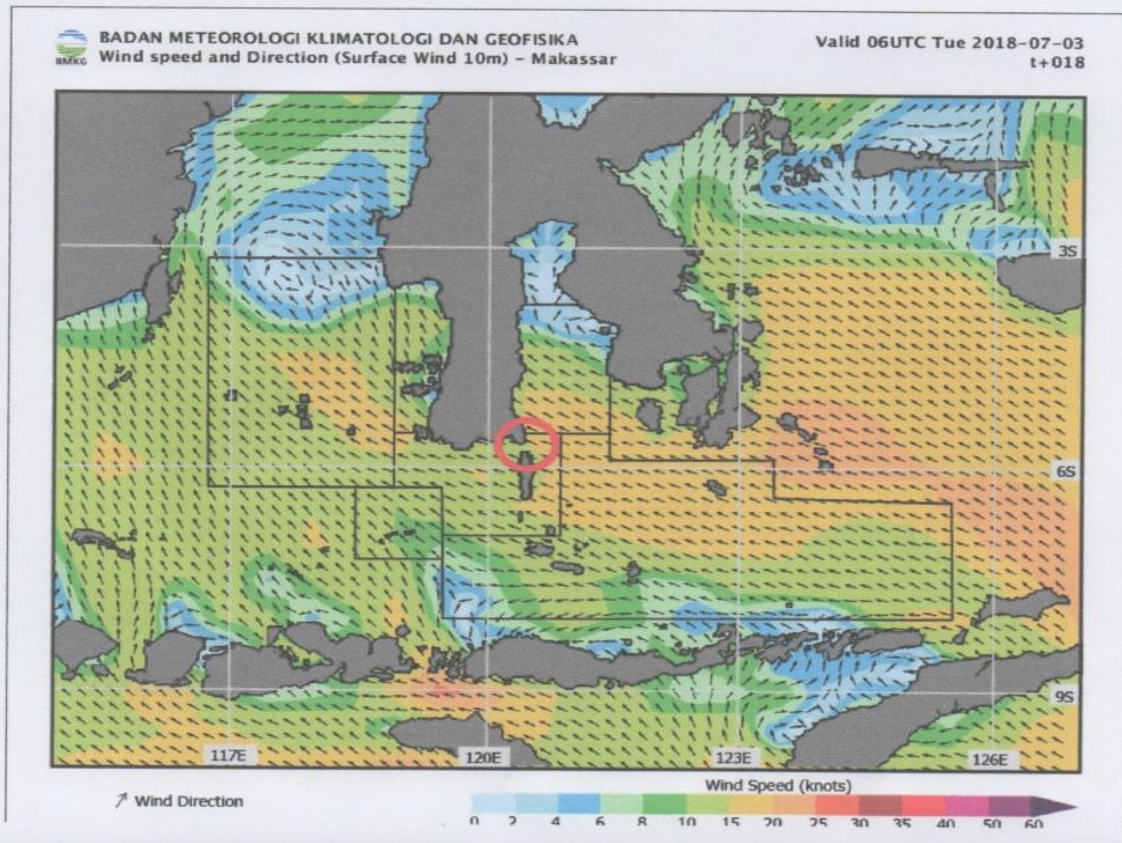 BADAN METEOROLOGI KLIMATOLOGI DAN GEOFISIKA
Wind speed and Direction (Surface Wind 10m) - Makassar
BMKG
Valid 06UTC Tue 2018-07-03
t+018
3S
6S
9S
117E 120E 123E 126E
Wind Direction
Wind Speed (knots)
0 2 4 6 8 10 15 20 25 30 35 40 50 60